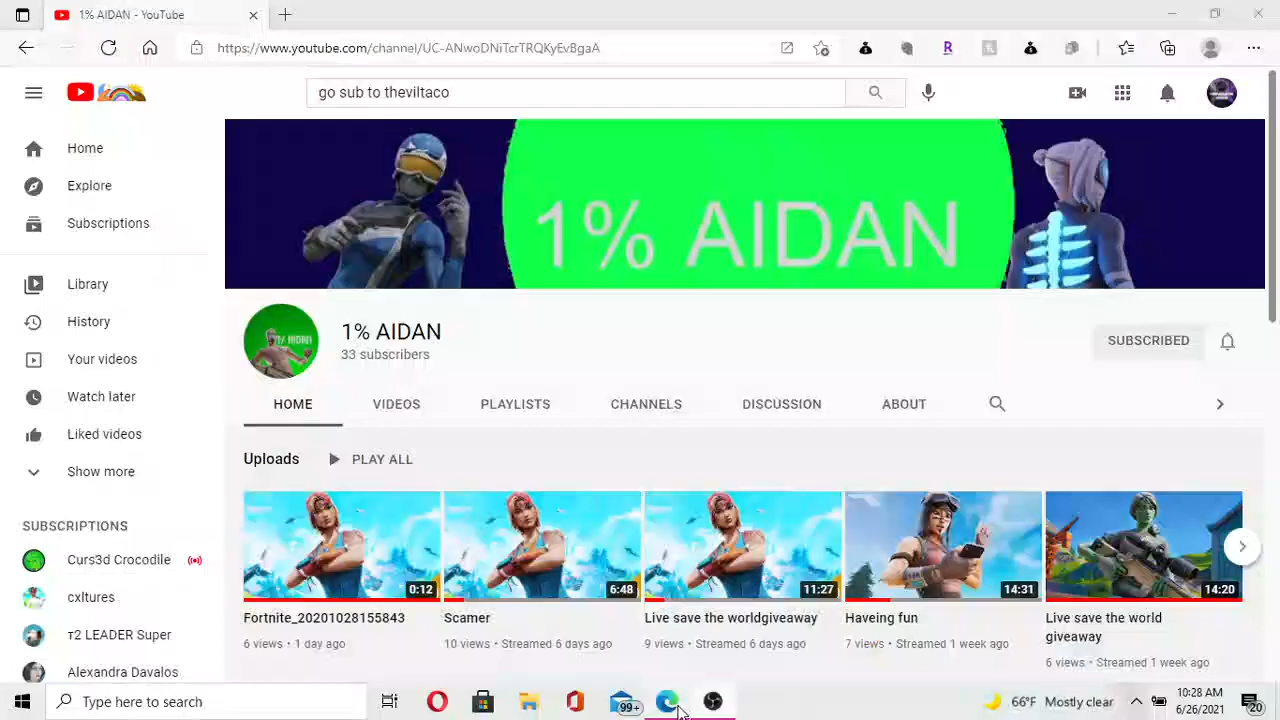 1% AIDAN - YouTube
https://www.youtube.com/channel/UC-ANwoDNiTcrTRQKyEvBgaA
go sub to theviltaco
Home
Explore
Subscriptions
Library
History
Your videos
Watch later
Liked videos
Show more
SUBSCRIPTIONS
Curs3d Crocodile
cxltures
т2 LEADER Super
Alexandra Davalos
1% AIDAN
1% AIDAN
33 subscribers
SUBSCRIBED
HOME VIDEOS PLAYLISTS CHANNELS DISCUSSION ABOUT
Uploads PLAY ALL
0:12 6:48 11:27 14:31 14:20
Fortnite_20201028155843
6 views • 1 day ago
Scamer
10 views • Streamed 6 days ago
Live save the worldgiveaway
9 views • Streamed 6 days ago
Haveing fun
7 views • Streamed 1 week ago
Live save the world
giveaway
6 views • Streamed 1 week ago
Type here to search
99+
66°F Mostly clear
10:28 AM
6/26/2021
20